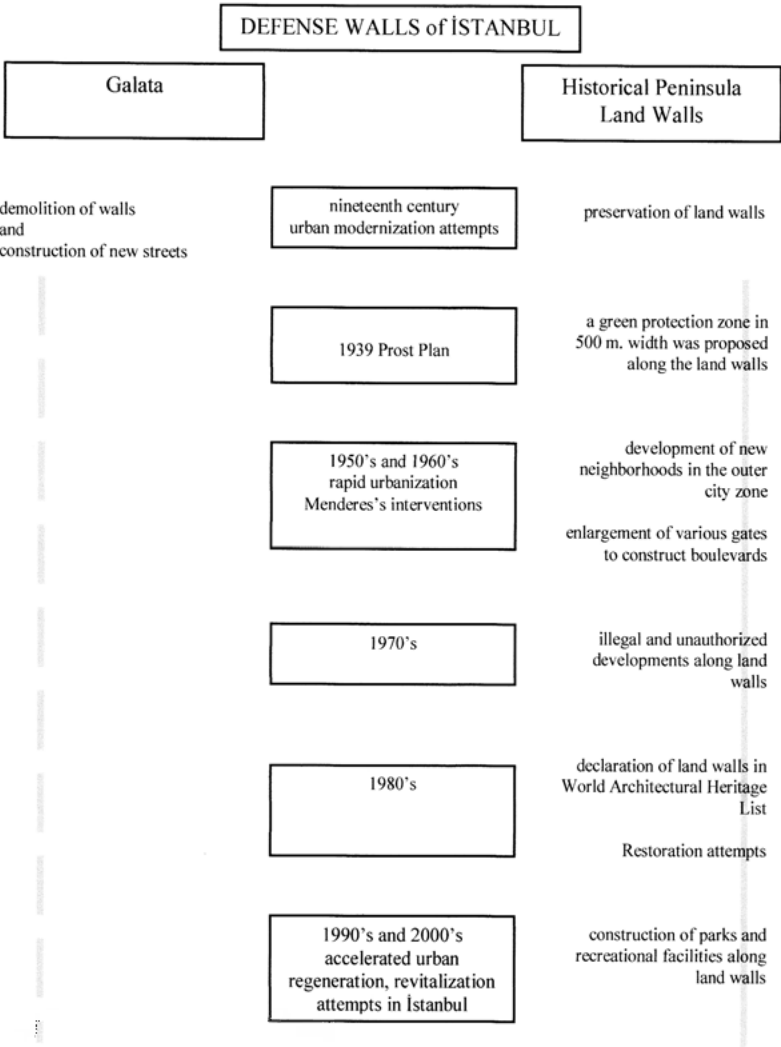 DEFENSE WALLS of İSTANBUL
Galata
Historical Peninsula
Land Walls
demolition of walls
and
construction of new streets
nineteenth century
urban modernization attempts
preservation of land walls
1939 Prost Plan
a green protection zone in
500 m. width was proposed
along the land walls
1950's and 1960's
rapid urbanization
Menderes's interventions
development of new
neighborhoods in the outer
city zone
enlargement of various gates
to construct boulevards
1970's
illegal and unauthorized
developments along land
walls
1980's
declaration of land walls in
World Architectural Heritage
List
Restoration attempts
1990's and 2000's
accelerated urban
regeneration, revitalization
attempts in İstanbul
construction of parks and
recreational facilities along
land walls